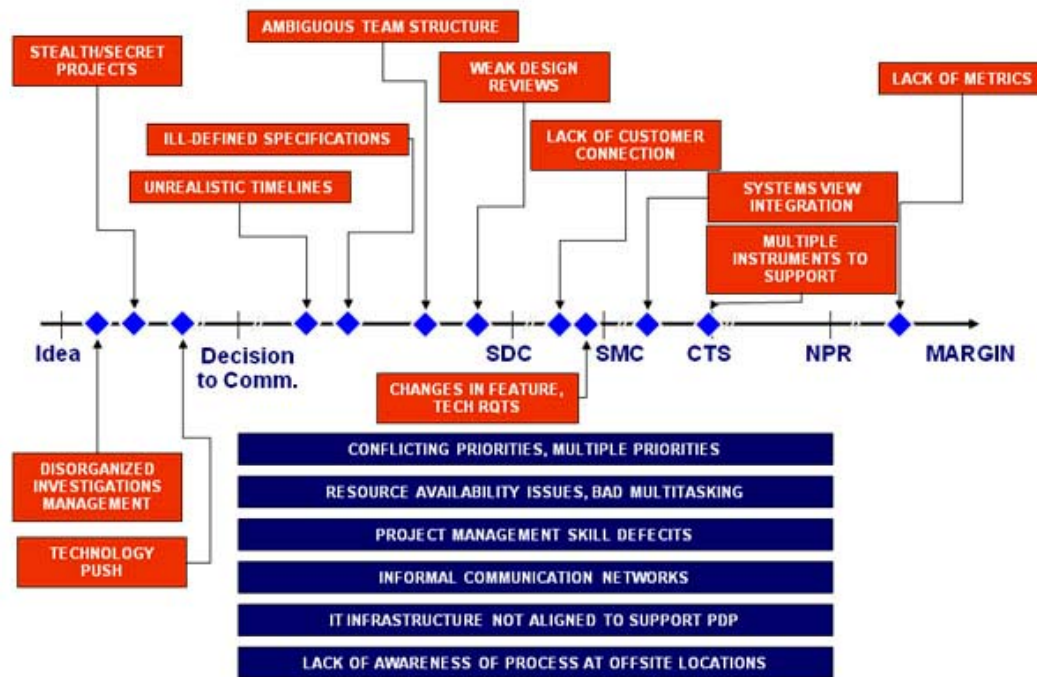 AMBIGUOUS TEAM STRUCTURE
STEALTH/SECRET
PROJECTS
WEAK DESIGN
REVIEWS
LACK OF METRICS
ILL-DEFINED SPECIFICATIONS
LACK OF CUSTOMER
CONNECTION
UNREALISTIC TIMELINES
SYSTEMS VIEW
INTEGRATION
MULTIPLE
INSTRUMENTS TO
SUPPORT
Idea
Decision
to Comm.
SDC
SMC
CTS
NPR
MARGIN
CHANGES IN FEATURE,
TECH RQTS
DISORGANIZED
INVESTIGATIONS
MANAGEMENT
TECHNOLOGY
PUSH
CONFLICTING PRIORITIES, MULTIPLE PRIORITIES
RESOURCE AVAILABILITY ISSUES, BAD MULTITASKING
PROJECT MANAGEMENT SKILL DEFECITS
INFORMAL COMMUNICATION NETWORKS
IT INFRASTRUCTURE NOT ALIGNED TO SUPPORT PDP
LACK OF AWARENESS OF PROCESS AT OFFSITE LOCATIONS